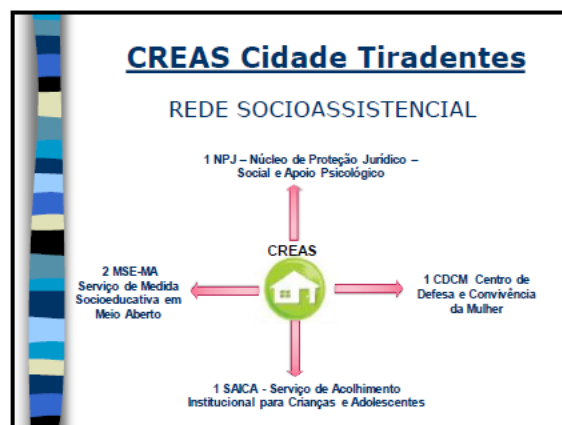 CREAS Cidade Tiradentes
REDE SOCIOASSISTENCIAL
1 NPJ – Núcleo de Proteção Jurídico –
Social e Apoio Psicológico
CREAS
2 MSE-MA
Serviço de Medida
Socioeducativa em
Meio Aberto
1 CDCM Centro de
Defesa e Convivência
da Mulher
1 SAICA - Serviço de Acolhimento
Institucional para Crianças e Adolescentes